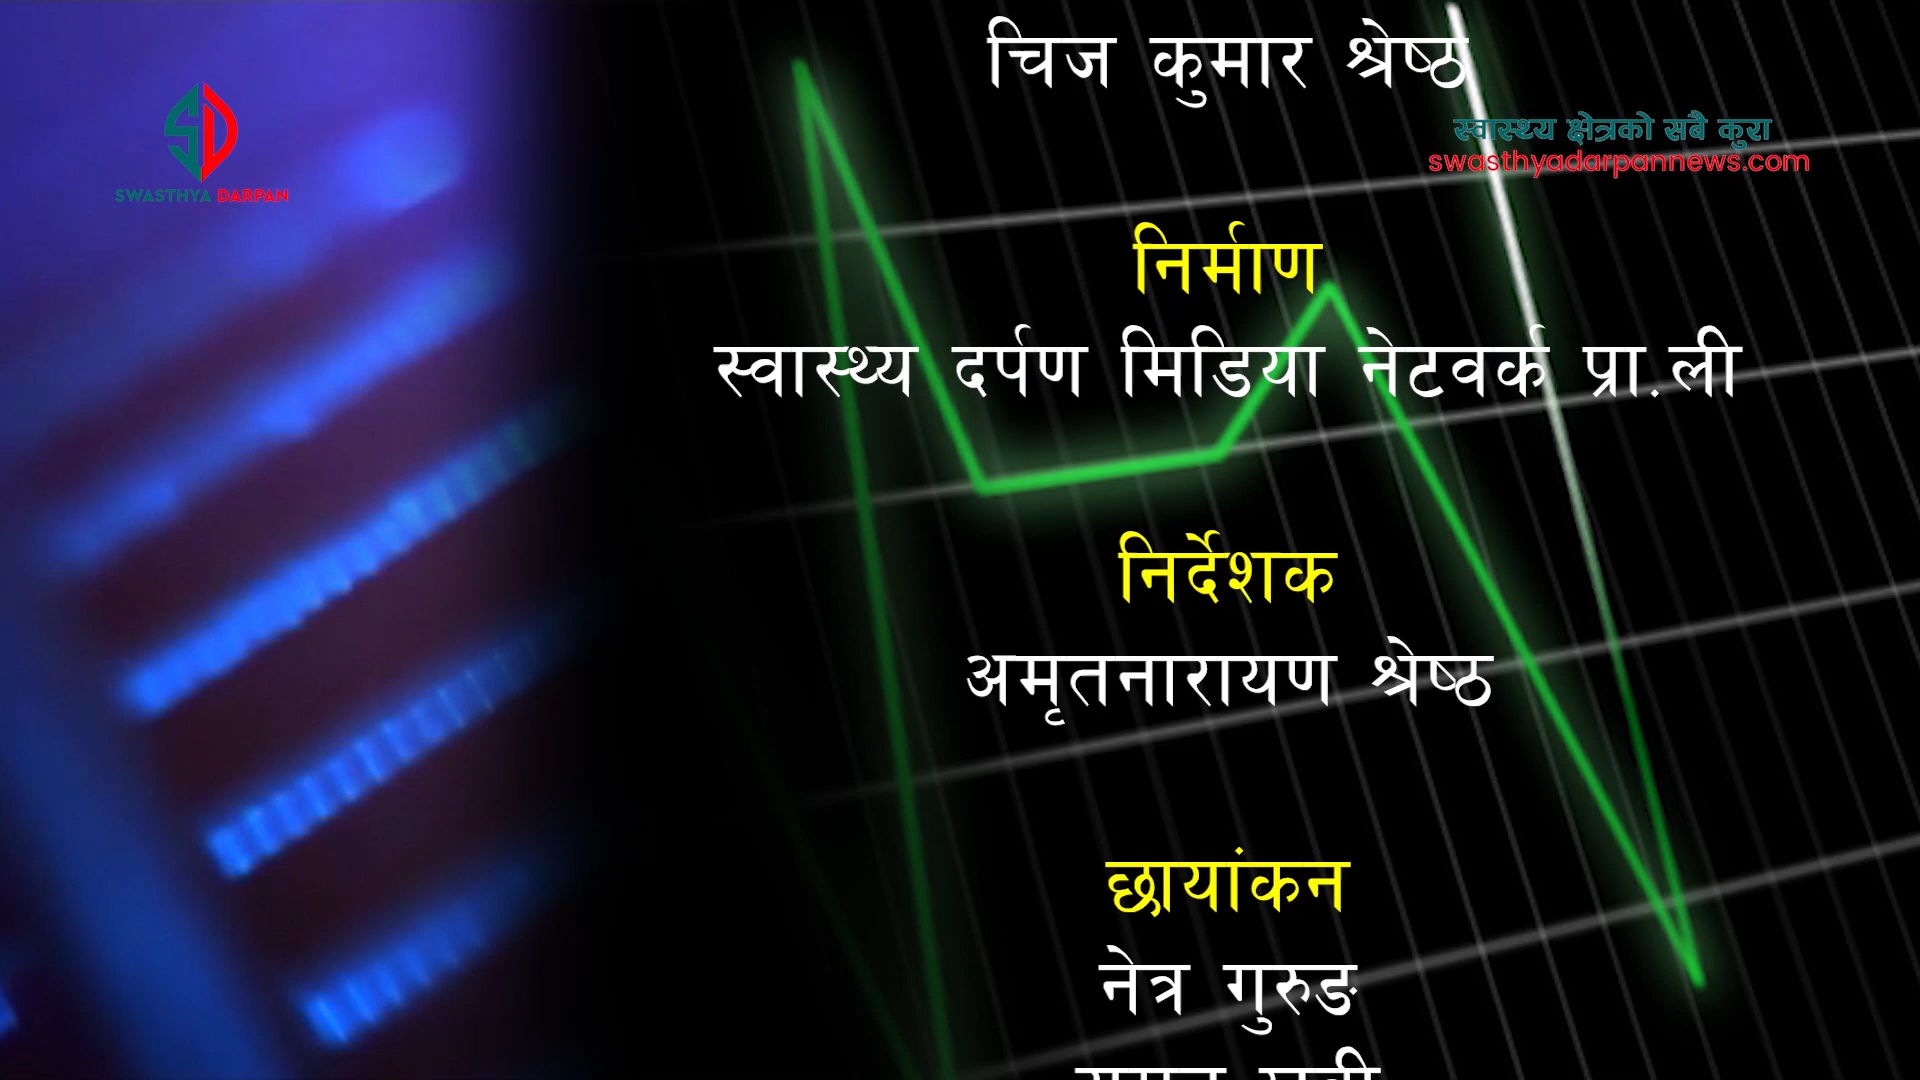 चिज कुमार श्रेष्ठ
SWASTHYA DARPAN
स्वास्थ्य क्षेत्रको सबै कुरा
swasthyadarpannews.com
निर्माण
स्वास्थ्य दर्पण मिडिया नेटवर्क प्रा.ली
निर्देशक
अमृतनारायण श्रेष्ठ
छायांकन
नेत्र गुरुङ